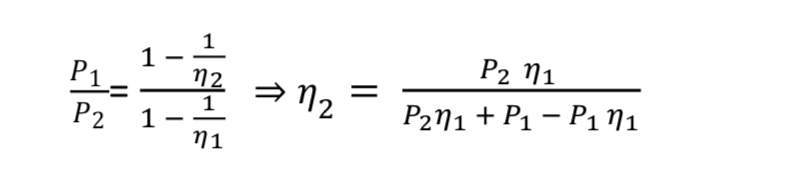 P₁/P₂ = (1 − 1/η₂)/(1 − 1/η₁) ⇒ η₂ = P₂ η₁/(P₂η₁ + P₁ − P₁ η₁)